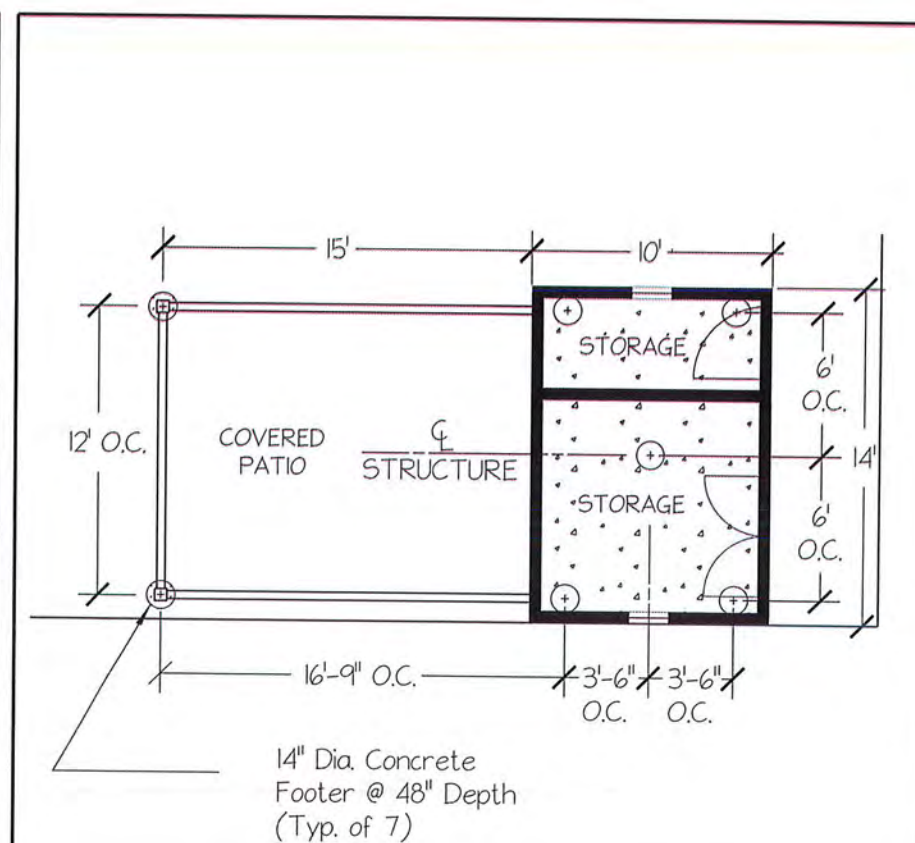 15'
10'
STORAGE
6'
O.C.
12' O.C.
COVERED
PATIO
℄
STRUCTURE
14'
STORAGE
6'
O.C.
16'-9" O.C.
3'-6"
O.C.
3'-6"
O.C.
14" Dia. Concrete
Footer @ 48" Depth
(Typ. of 7)